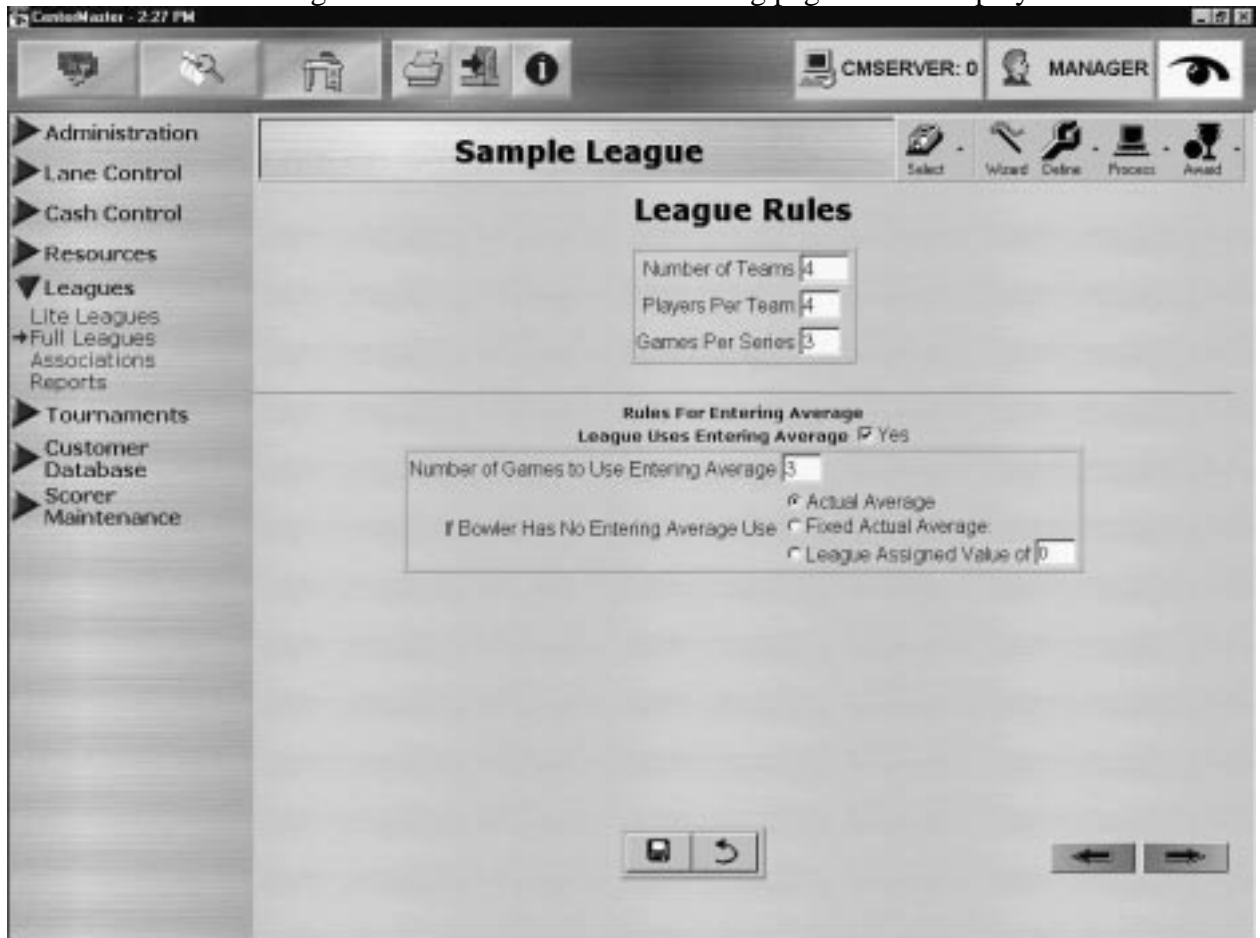 CenterMaster - 2:27 PM
CMSERVER: 0
MANAGER
Administration
Lane Control
Cash Control
Resources
Leagues
Lite Leagues
Full Leagues
Associations
Reports
Tournaments
Customer
Database
Scorer
Maintenance
Sample League
Select
Wizard
Define
Process
Award
League Rules
Number of Teams 4
Players Per Team 4
Games Per Series 3
Rules For Entering Average
League Uses Entering Average Yes
Number of Games to Use Entering Average 3
If Bowler Has No Entering Average Use
Actual Average
Fixed Actual Average
League Assigned Value of 0